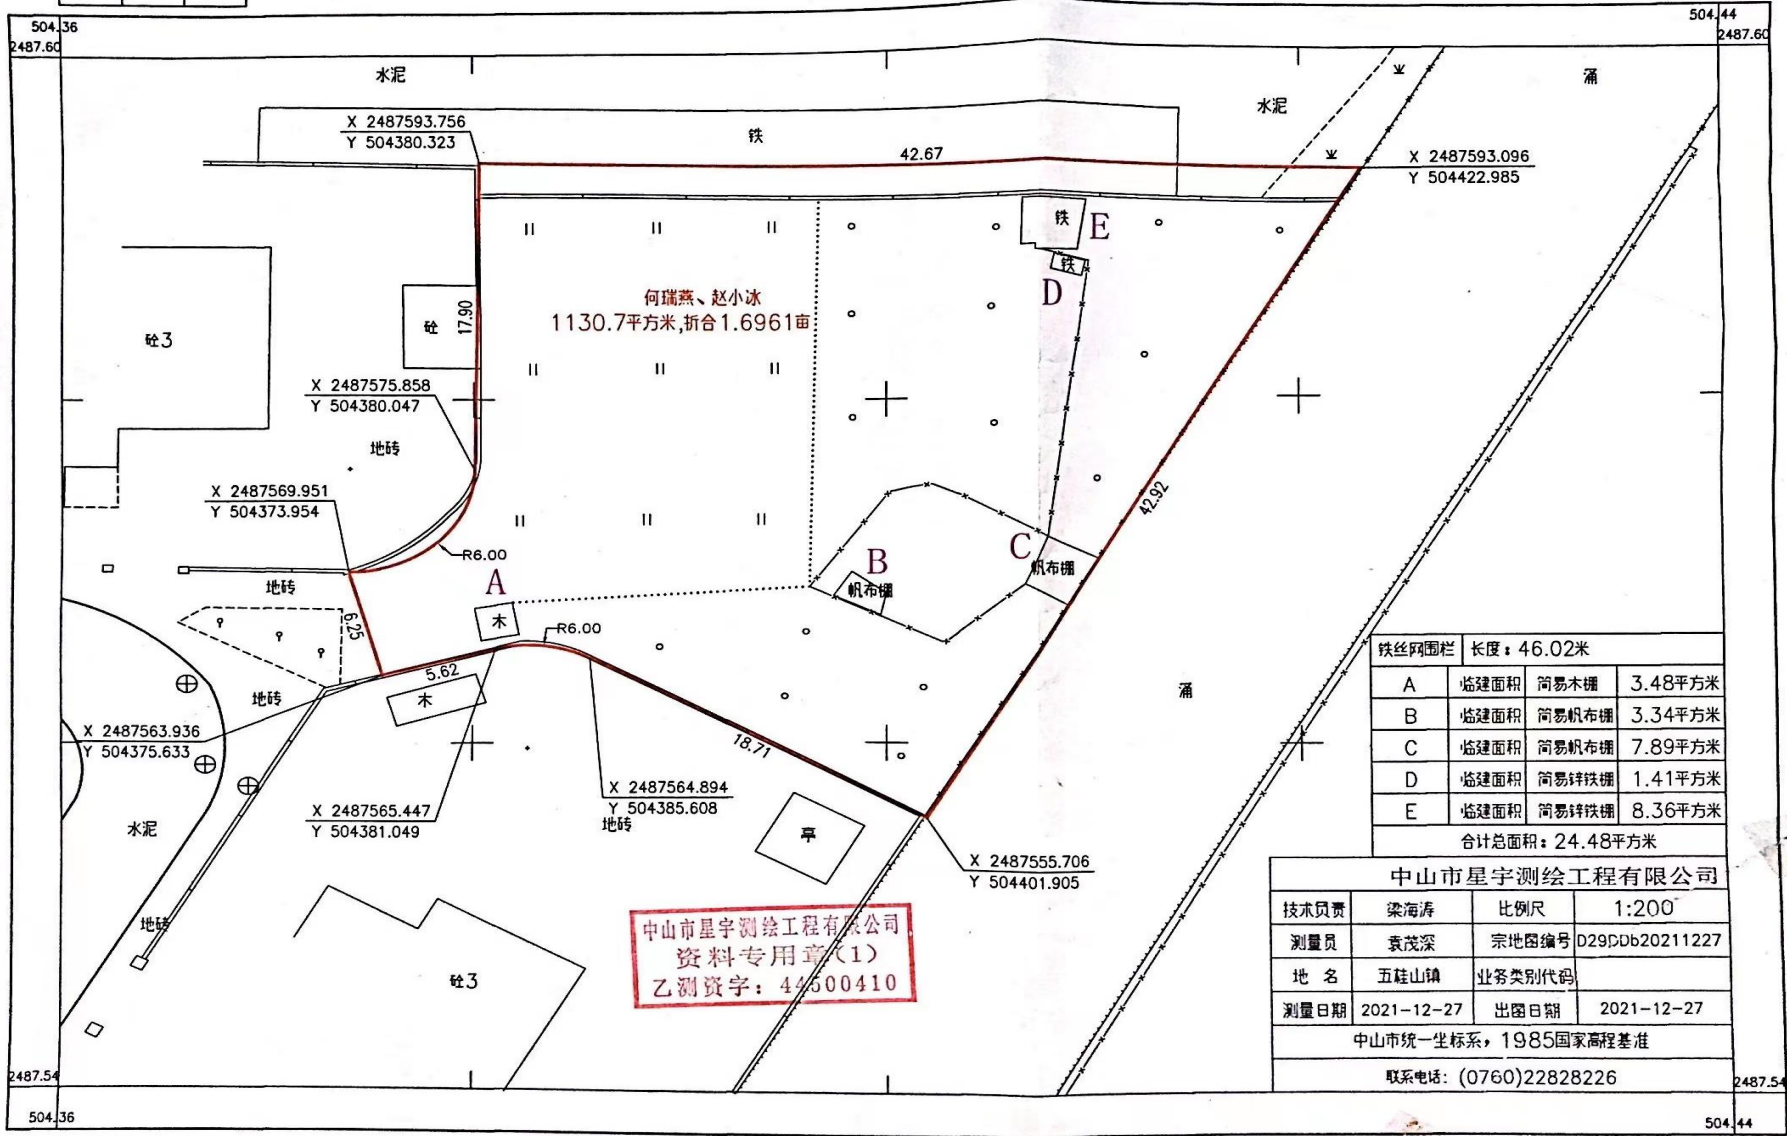 504.36
504.44
2487.60
2487.60
水泥
涌
水泥
X 2487593.756
Y 504380.323
铁
42.67
X 2487593.096
Y 504422.985
铁
E
铁
D
何瑞燕、赵小冰
1130.7平方米,折合1.6961亩
砼3
砼
17.90
X 2487575.858
Y 504380.047
地砖
X 2487569.951
Y 504373.954
42.92
R6.00
C
帆布棚
B
帆布棚
A
木
地砖
6.25
R6.00
5.62
木
地砖
涌
18.71
X 2487563.936
Y 504375.633
X 2487564.894
Y 504385.608
地砖
X 2487565.447
Y 504381.049
水泥
亭
X 2487555.706
Y 504401.905
地砖
砼3
中山市星宇测绘工程有限公司
资料专用章(1)
乙测资字: 44500410
铁丝网围栏 长度: 46.02米
A 临建面积 简易木棚 3.48平方米
B 临建面积 简易帆布棚 3.34平方米
C 临建面积 简易帆布棚 7.89平方米
D 临建面积 简易锌铁棚 1.41平方米
E 临建面积 简易锌铁棚 8.36平方米
合计总面积: 24.48平方米
中山市星宇测绘工程有限公司
技术负责 梁海涛 比例尺 1:200
测量员 袁茂深 宗地图编号 D29DDb20211227
地 名 五桂山镇 业务类别代码
测量日期 2021-12-27 出图日期 2021-12-27
中山市统一坐标系, 1985国家高程基准
联系电话: (0760)22828226
2487.54
2487.54
504.36
504.44